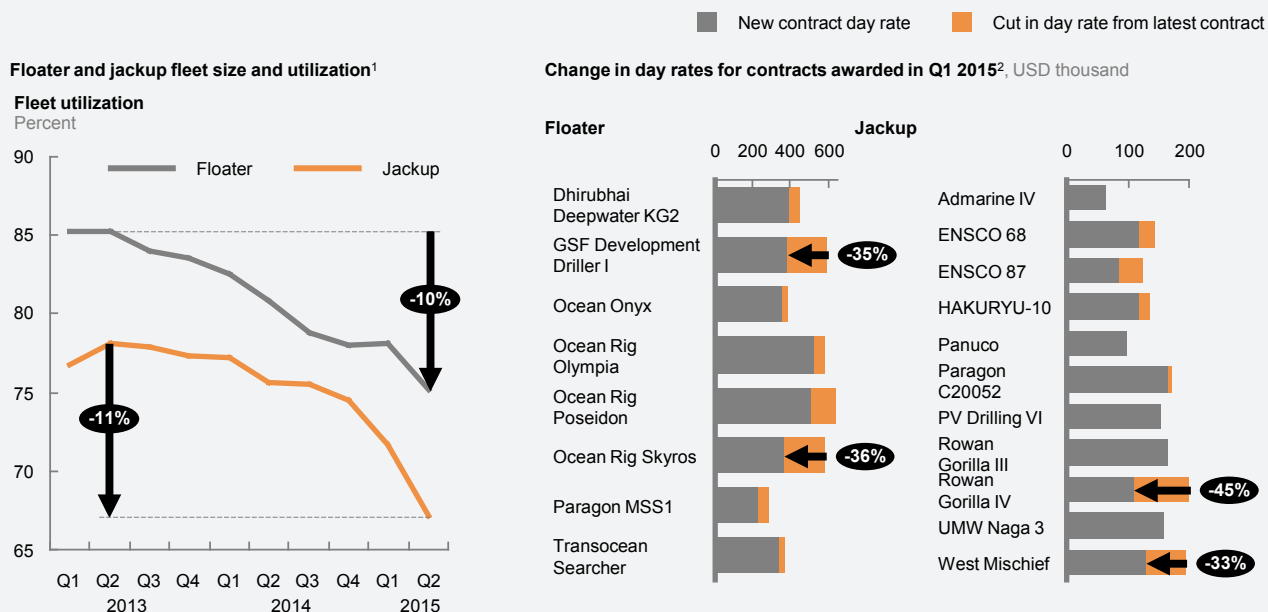 New contract day rate
Cut in day rate from latest contract
Floater and jackup fleet size and utilization1
Fleet utilization
Percent
90
85
80
75
70
65
Floater
Jackup
-10%
-11%
Q1 Q2 Q3 Q4 Q1 Q2 Q3 Q4 Q1 Q2
2013 2014 2015
Change in day rates for contracts awarded in Q1 20152, USD thousand
Floater
0 200 400 600
Dhirubhai
Deepwater KG2
GSF Development
Driller I
-35%
Ocean Onyx
Ocean Rig
Olympia
Ocean Rig
Poseidon
Ocean Rig Skyros
-36%
Paragon MSS1
Transocean
Searcher
Jackup
0 100 200
Admarine IV
ENSCO 68
ENSCO 87
HAKURYU-10
Panuco
Paragon
C20052
PV Drilling VI
Rowan
Gorilla III
Rowan
Gorilla IV
-45%
UMW Naga 3
West Mischief
-33%